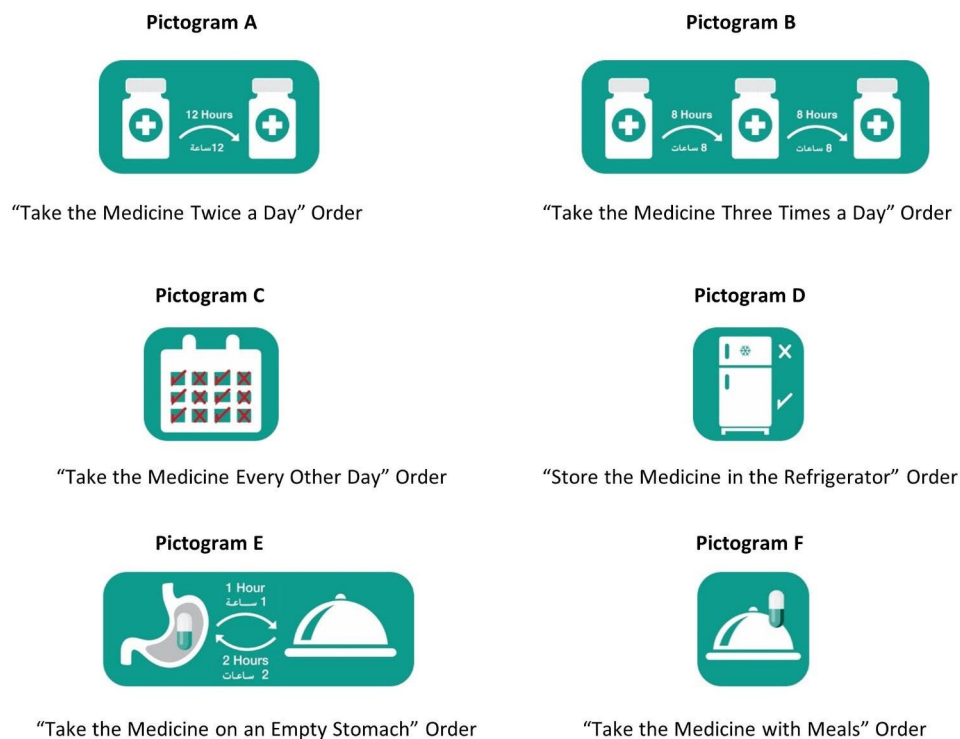 Pictogram A
Pictogram B
12 Hours
12ساعة
8 Hours
8 Hours
8 ساعات
8 ساعات
“Take the Medicine Twice a Day” Order
“Take the Medicine Three Times a Day” Order
Pictogram C
Pictogram D
“Take the Medicine Every Other Day” Order
“Store the Medicine in the Refrigerator” Order
Pictogram E
Pictogram F
1 Hour
1 ساعة
2 Hours
2 ساعات
“Take the Medicine on an Empty Stomach” Order
“Take the Medicine with Meals” Order